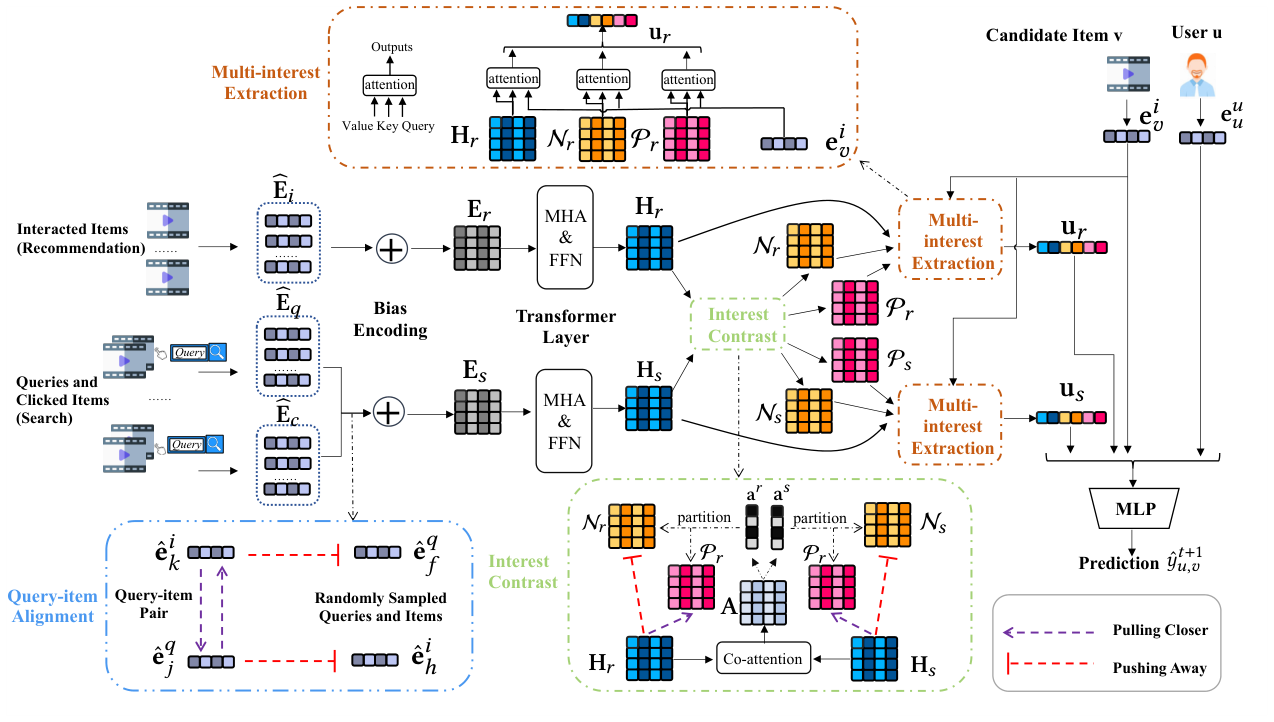 Multi-interest
Extraction
Outputs
attention
Value Key Query
u_r
attention
attention
attention
H_r
𝒩_r
𝒫_r
e_v^i
Candidate Item v
User u
e_v^i
e_u^u
Interacted Items
(Recommendation)
......
Ê_i
......
E_r
MHA
&
FFN
H_r
𝒩_r
Multi-
interest
Extraction
u_r
Bias
Encoding
Transformer
Layer
Interest
Contrast
𝒫_r
Ê_q
......
Query
Queries and
Clicked Items
(Search)
......
Query
Ê_c
......
E_s
MHA
&
FFN
H_s
𝒫_s
𝒩_s
Multi-
interest
Extraction
u_s
MLP
Prediction ŷ_{u,v}^{t+1}
Query-item
Alignment
ê_k^i
ê_f^q
Query-item
Pair
Randomly Sampled
Queries and Items
ê_j^q
ê_h^i
Interest
Contrast
𝒩_r
partition
a^r
a^s
partition
𝒩_s
𝒫_r
𝒫_r
A
H_r
Co-attention
H_s
Pulling Closer
Pushing Away